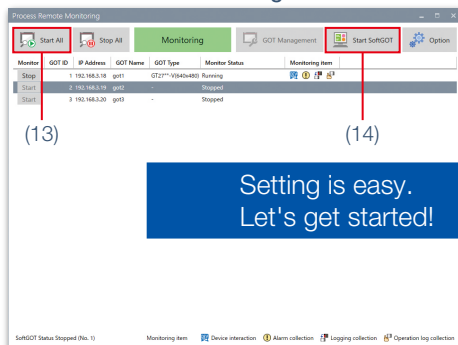 Process Remote Monitoring
Start All Stop All Monitoring GOT Management Start SoftGOT Option
Monitor GOT ID IP Address GOT Name GOT Type Monitor Status Monitoring item
Stop 1 192.168.3.18 got1 GT27**-V(640x480) Running
Start 2 192.168.3.19 got2 - Stopped
Start 3 192.168.3.20 got3 - Stopped
(13) (14)
Setting is easy.
Let's get started!
SoftGOT Status Stopped (No. 1) Monitoring item Device interaction Alarm collection Logging collection Operation log collection